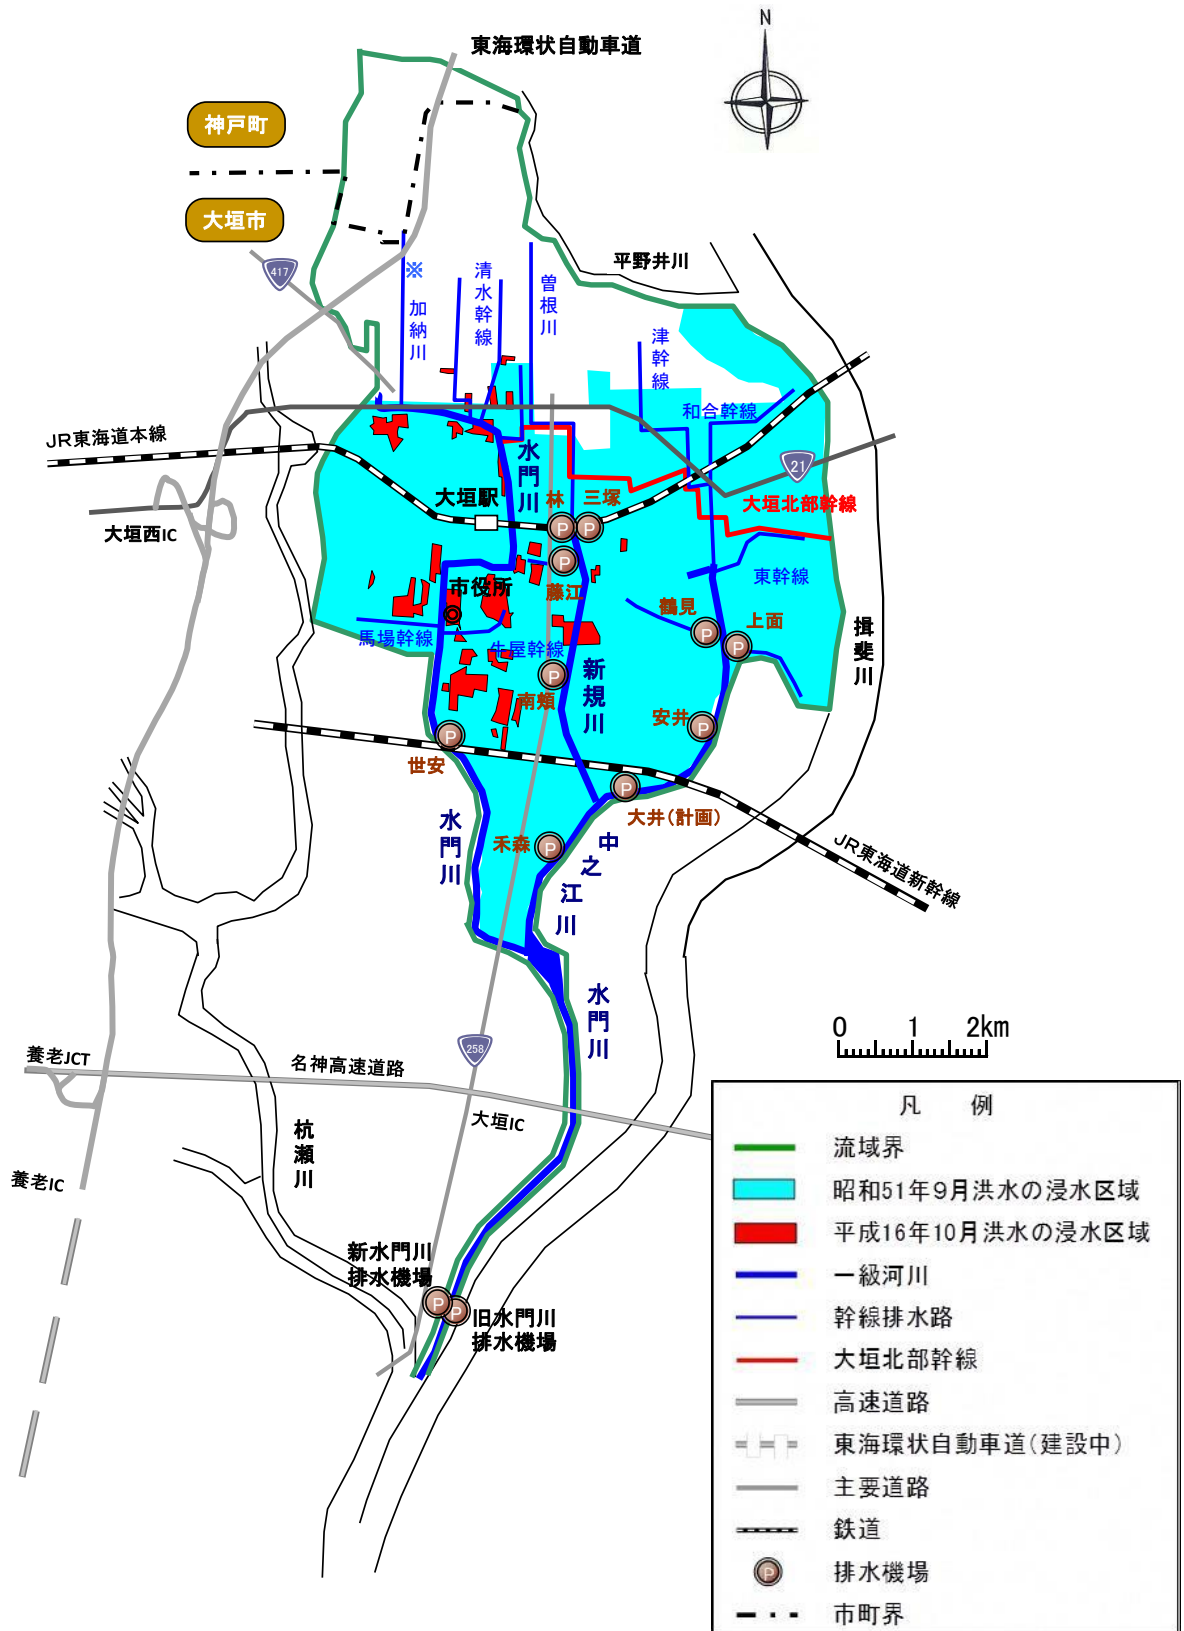 N
東海環状自動車道
神戸町
大垣市
417
平野井川
※
加納川
清水幹線
曽根川
津幹線
和合幹線
JR東海道本線
21
水門川
大垣駅
林
三塚
大垣北部幹線
大垣西IC
藤江
東幹線
市役所
鶴見
上面
馬場幹線
牛屋幹線
揖斐川
新規川
南頬
安井
世安
大井(計画)
水門川
禾森
中之江川
JR東海道新幹線
水門川
0 1 2km
258
養老JCT
名神高速道路
大垣IC
杭瀬川
養老IC
新水門川
排水機場
旧水門川
排水機場
凡 例
流域界
昭和51年9月洪水の浸水区域
平成16年10月洪水の浸水区域
一級河川
幹線排水路
大垣北部幹線
高速道路
東海環状自動車道(建設中)
主要道路
鉄道
P
排水機場
市町界
P
P
P
P
P
P
P
P
P
P
P
P